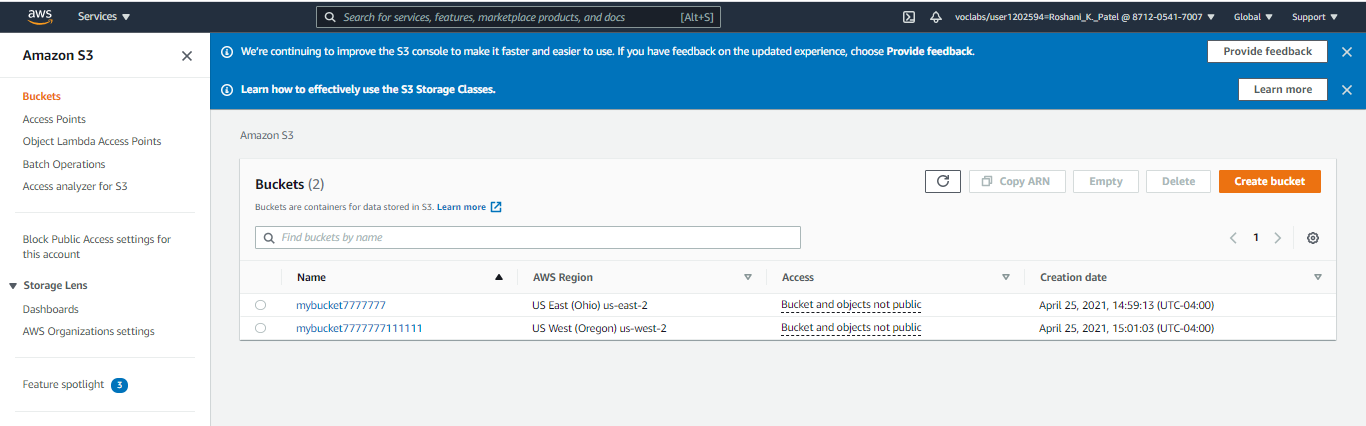 aws Services Search for services, features, marketplace products, and docs [Alt+S] voclabs/user1202594=Roshani_K._Patel @ 8712-0541-7007 Global Support
Amazon S3
Buckets
Access Points
Object Lambda Access Points
Batch Operations
Access analyzer for S3
Block Public Access settings for
this account
Storage Lens
Dashboards
AWS Organizations settings
Feature spotlight 3
We're continuing to improve the S3 console to make it faster and easier to use. If you have feedback on the updated experience, choose Provide feedback. Provide feedback
Learn how to effectively use the S3 Storage Classes. Learn more
Amazon S3
Buckets (2) Copy ARN Empty Delete Create bucket
Buckets are containers for data stored in S3. Learn more
Find buckets by name 1
Name AWS Region Access Creation date
mybucket7777777 US East (Ohio) us-east-2 Bucket and objects not public April 25, 2021, 14:59:13 (UTC-04:00)
mybucket7777777111111 US West (Oregon) us-west-2 Bucket and objects not public April 25, 2021, 15:01:03 (UTC-04:00)